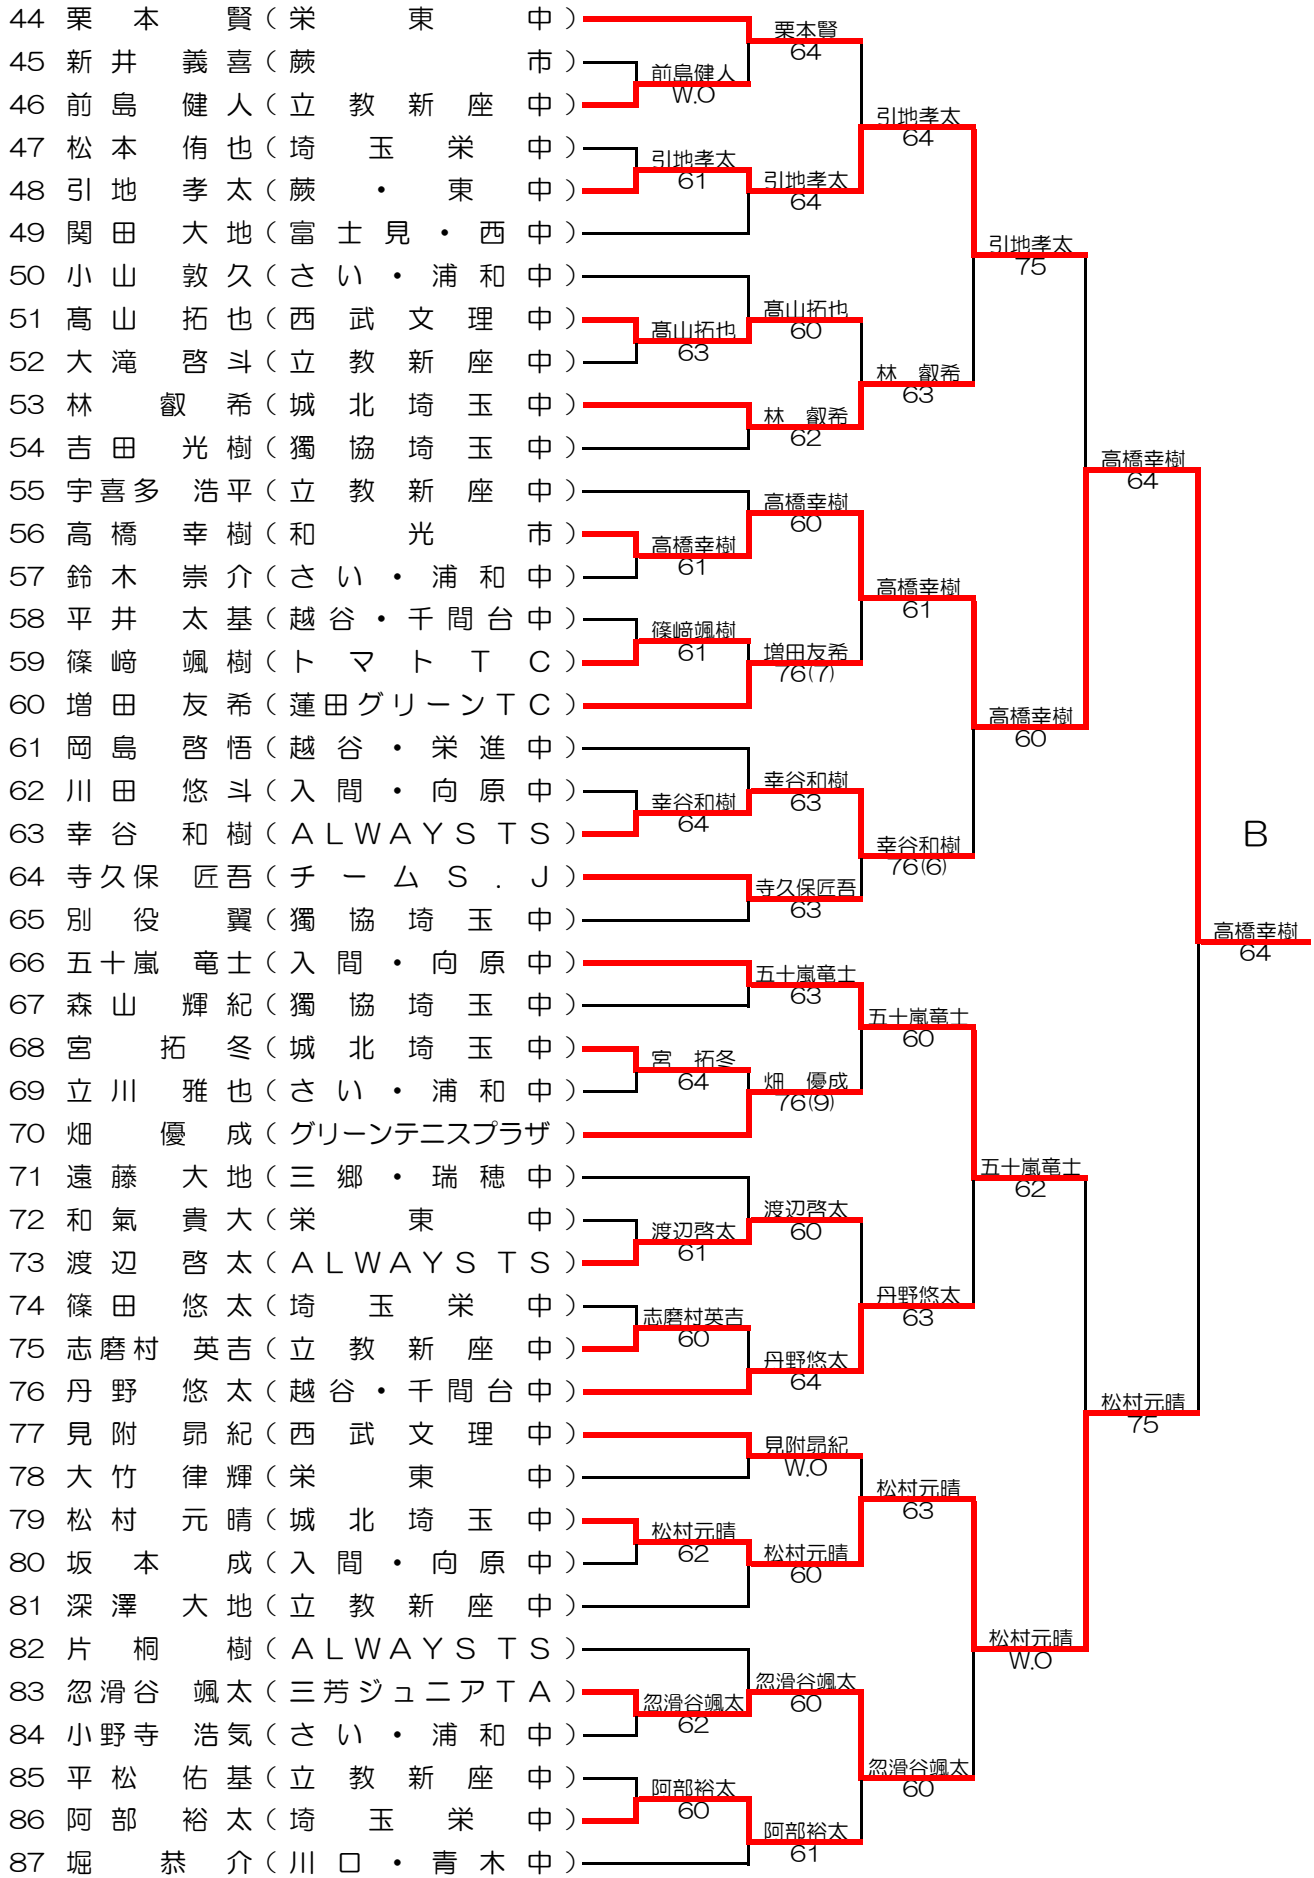 44 栗本 賢（栄東中）
栗本賢
64
45 新井 義喜（蕨市）
前島健人
W.O
46 前島 健人（立教新座中）
引地孝太
64
47 松本 侑也（埼玉栄中）
引地孝太
61
48 引地 孝太（蕨・東中）
引地孝太
64
49 関田 大地（富士見・西中）
引地孝太
75
50 小山 敦久（さい・浦和中）
51 髙山 拓也（西武文理中）
髙山拓也
60
髙山拓也
63
52 大滝 啓斗（立教新座中）
林 叡希
63
53 林 叡希（城北埼玉中）
林 叡希
62
54 吉田 光樹（獨協埼玉中）
高橋幸樹
64
55 宇喜多 浩平（立教新座中）
高橋幸樹
60
56 高橋 幸樹（和光市）
高橋幸樹
61
57 鈴木 崇介（さい・浦和中）
高橋幸樹
61
58 平井 太基（越谷・千間台中）
篠﨑颯樹
61
59 篠﨑 颯樹（トマトTC）
増田友希
76(7)
60 増田 友希（蓮田グリーンTC）
高橋幸樹
60
61 岡島 啓悟（越谷・栄進中）
62 川田 悠斗（入間・向原中）
幸谷和樹
63
幸谷和樹
64
63 幸谷 和樹（ALWAYS TS）
B
幸谷和樹
76(6)
64 寺久保 匠吾（チームS.J）
寺久保匠吾
63
65 別役 翼（獨協埼玉中）
高橋幸樹
64
66 五十嵐 竜士（入間・向原中）
五十嵐竜士
63
67 森山 輝紀（獨協埼玉中）
五十嵐竜士
60
68 宮 拓冬（城北埼玉中）
宮 拓冬
64
69 立川 雅也（さい・浦和中）
畑 優成
76(9)
70 畑 優成（グリーンテニスプラザ）
71 遠藤 大地（三郷・瑞穂中）
五十嵐竜士
62
72 和氣 貴大（栄東中）
渡辺啓太
60
渡辺啓太
61
73 渡辺 啓太（ALWAYS TS）
74 篠田 悠太（埼玉栄中）
丹野悠太
63
志磨村英吉
60
75 志磨村 英吉（立教新座中）
丹野悠太
64
76 丹野 悠太（越谷・千間台中）
松村元晴
75
77 見附 昴紀（西武文理中）
見附昴紀
W.O
78 大竹 律輝（栄東中）
松村元晴
63
79 松村 元晴（城北埼玉中）
松村元晴
62
80 坂本 成（入間・向原中）
松村元晴
60
81 深澤 大地（立教新座中）
82 片桐 樹（ALWAYS TS）
松村元晴
W.O
83 忍滑谷 颯太（三芳ジュニアTA）
忍滑谷颯太
60
忍滑谷颯太
62
84 小野寺 浩気（さい・浦和中）
忍滑谷颯太
60
85 平松 佑基（立教新座中）
阿部裕太
60
86 阿部 裕太（埼玉栄中）
阿部裕太
61
87 堀 恭介（川口・青木中）